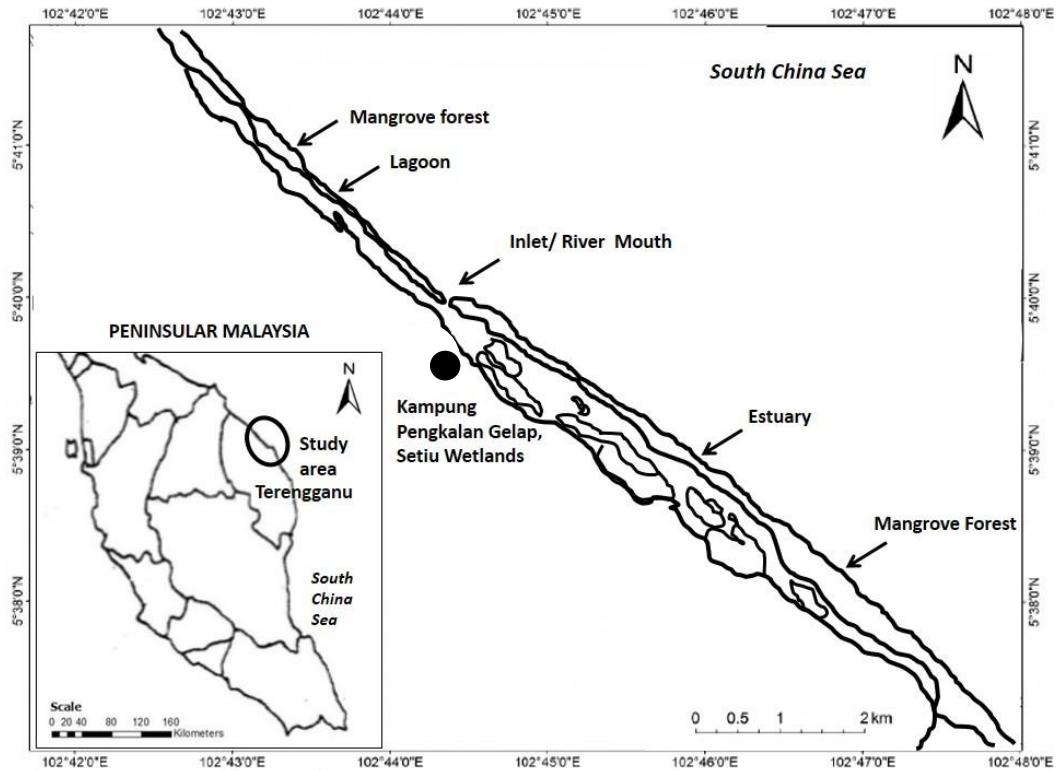 102°42'0"E 102°43'0"E 102°44'0"E 102°45'0"E 102°46'0"E 102°47'0"E 102°48'0"E
South China Sea
N
Mangrove forest
5°41'0"N
5°41'0"N
Lagoon
Inlet/ River Mouth
5°40'0"N
5°40'0"N
PENINSULAR MALAYSIA
N
Kampung
Pengkalan Gelap,
Setiu Wetlands
Estuary
5°39'0"N
5°39'0"N
Study
area
Terengganu
Mangrove Forest
South
China
Sea
5°38'0"N
5°38'0"N
Scale
0 20 40 80 120 160
Kilometers
0 0.5 1 2 km
102°42'0"E 102°43'0"E 102°44'0"E 102°45'0"E 102°46'0"E 102°47'0"E 102°48'0"E